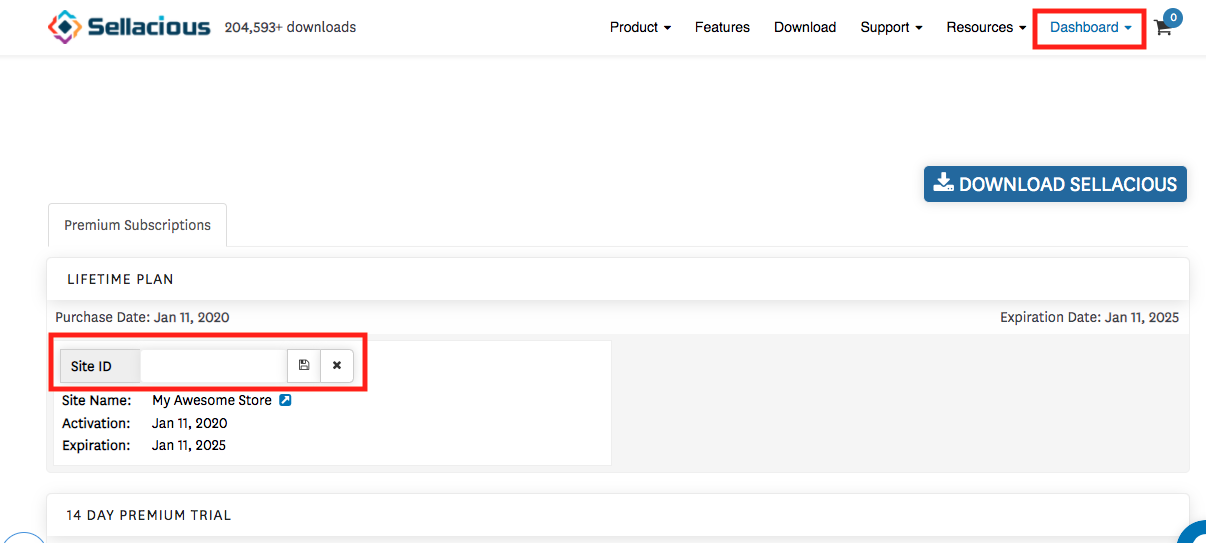 Sellacious 204,593+ downloads Product Features Download Support Resources Dashboard 0
DOWNLOAD SELLACIOUS
Premium Subscriptions
LIFETIME PLAN
Purchase Date: Jan 11, 2020 Expiration Date: Jan 11, 2025
Site ID
Site Name: My Awesome Store
Activation: Jan 11, 2020
Expiration: Jan 11, 2025
14 DAY PREMIUM TRIAL